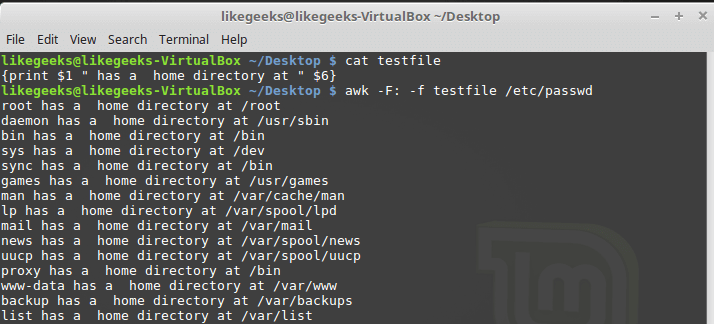 likegeeks@likegeeks-VirtualBox ~/Desktop
File Edit View Search Terminal Help
likegeeks@likegeeks-VirtualBox ~/Desktop $ cat testfile
{print $1 " has a  home directory at " $6}
likegeeks@likegeeks-VirtualBox ~/Desktop $ awk -F: -f testfile /etc/passwd
root has a  home directory at /root
daemon has a  home directory at /usr/sbin
bin has a  home directory at /bin
sys has a  home directory at /dev
sync has a  home directory at /bin
games has a  home directory at /usr/games
man has a  home directory at /var/cache/man
lp has a  home directory at /var/spool/lpd
mail has a  home directory at /var/mail
news has a  home directory at /var/spool/news
uucp has a  home directory at /var/spool/uucp
proxy has a  home directory at /bin
www-data has a  home directory at /var/www
backup has a  home directory at /var/backups
list has a  home directory at /var/list